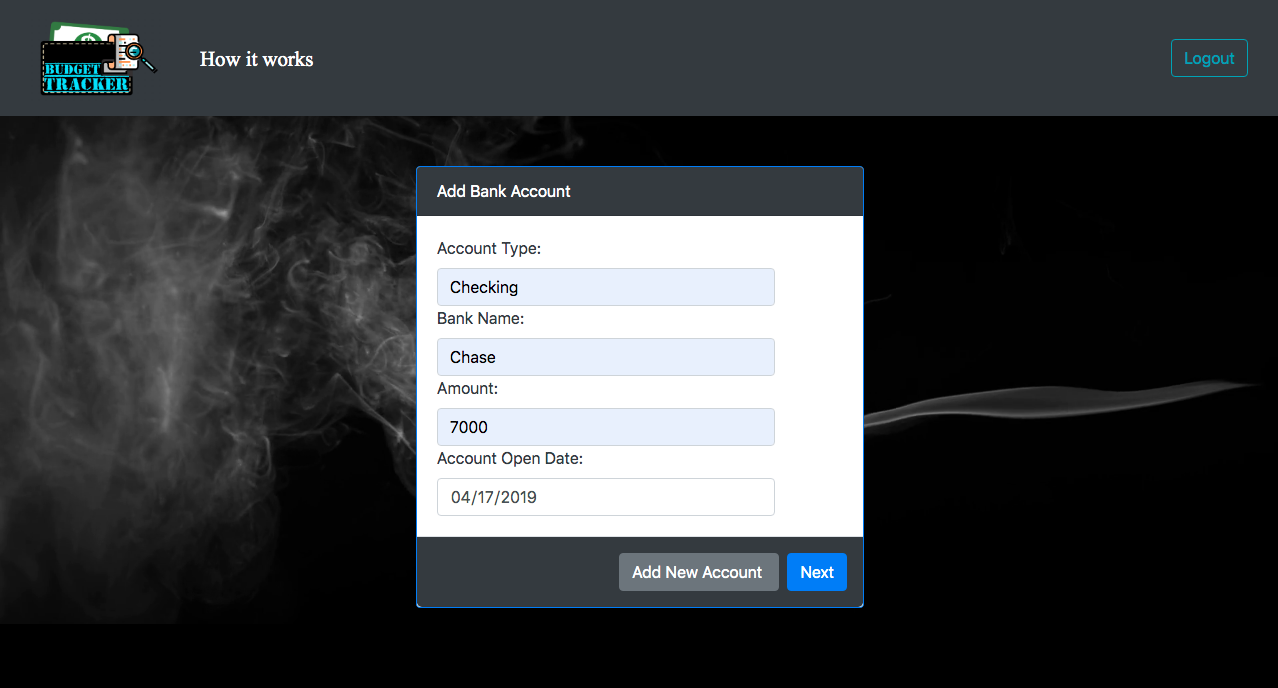 BUDGET
TRACKER
How it works
Logout
Add Bank Account
Account Type:
Checking
Bank Name:
Chase
Amount:
7000
Account Open Date:
04/17/2019
Add New Account
Next